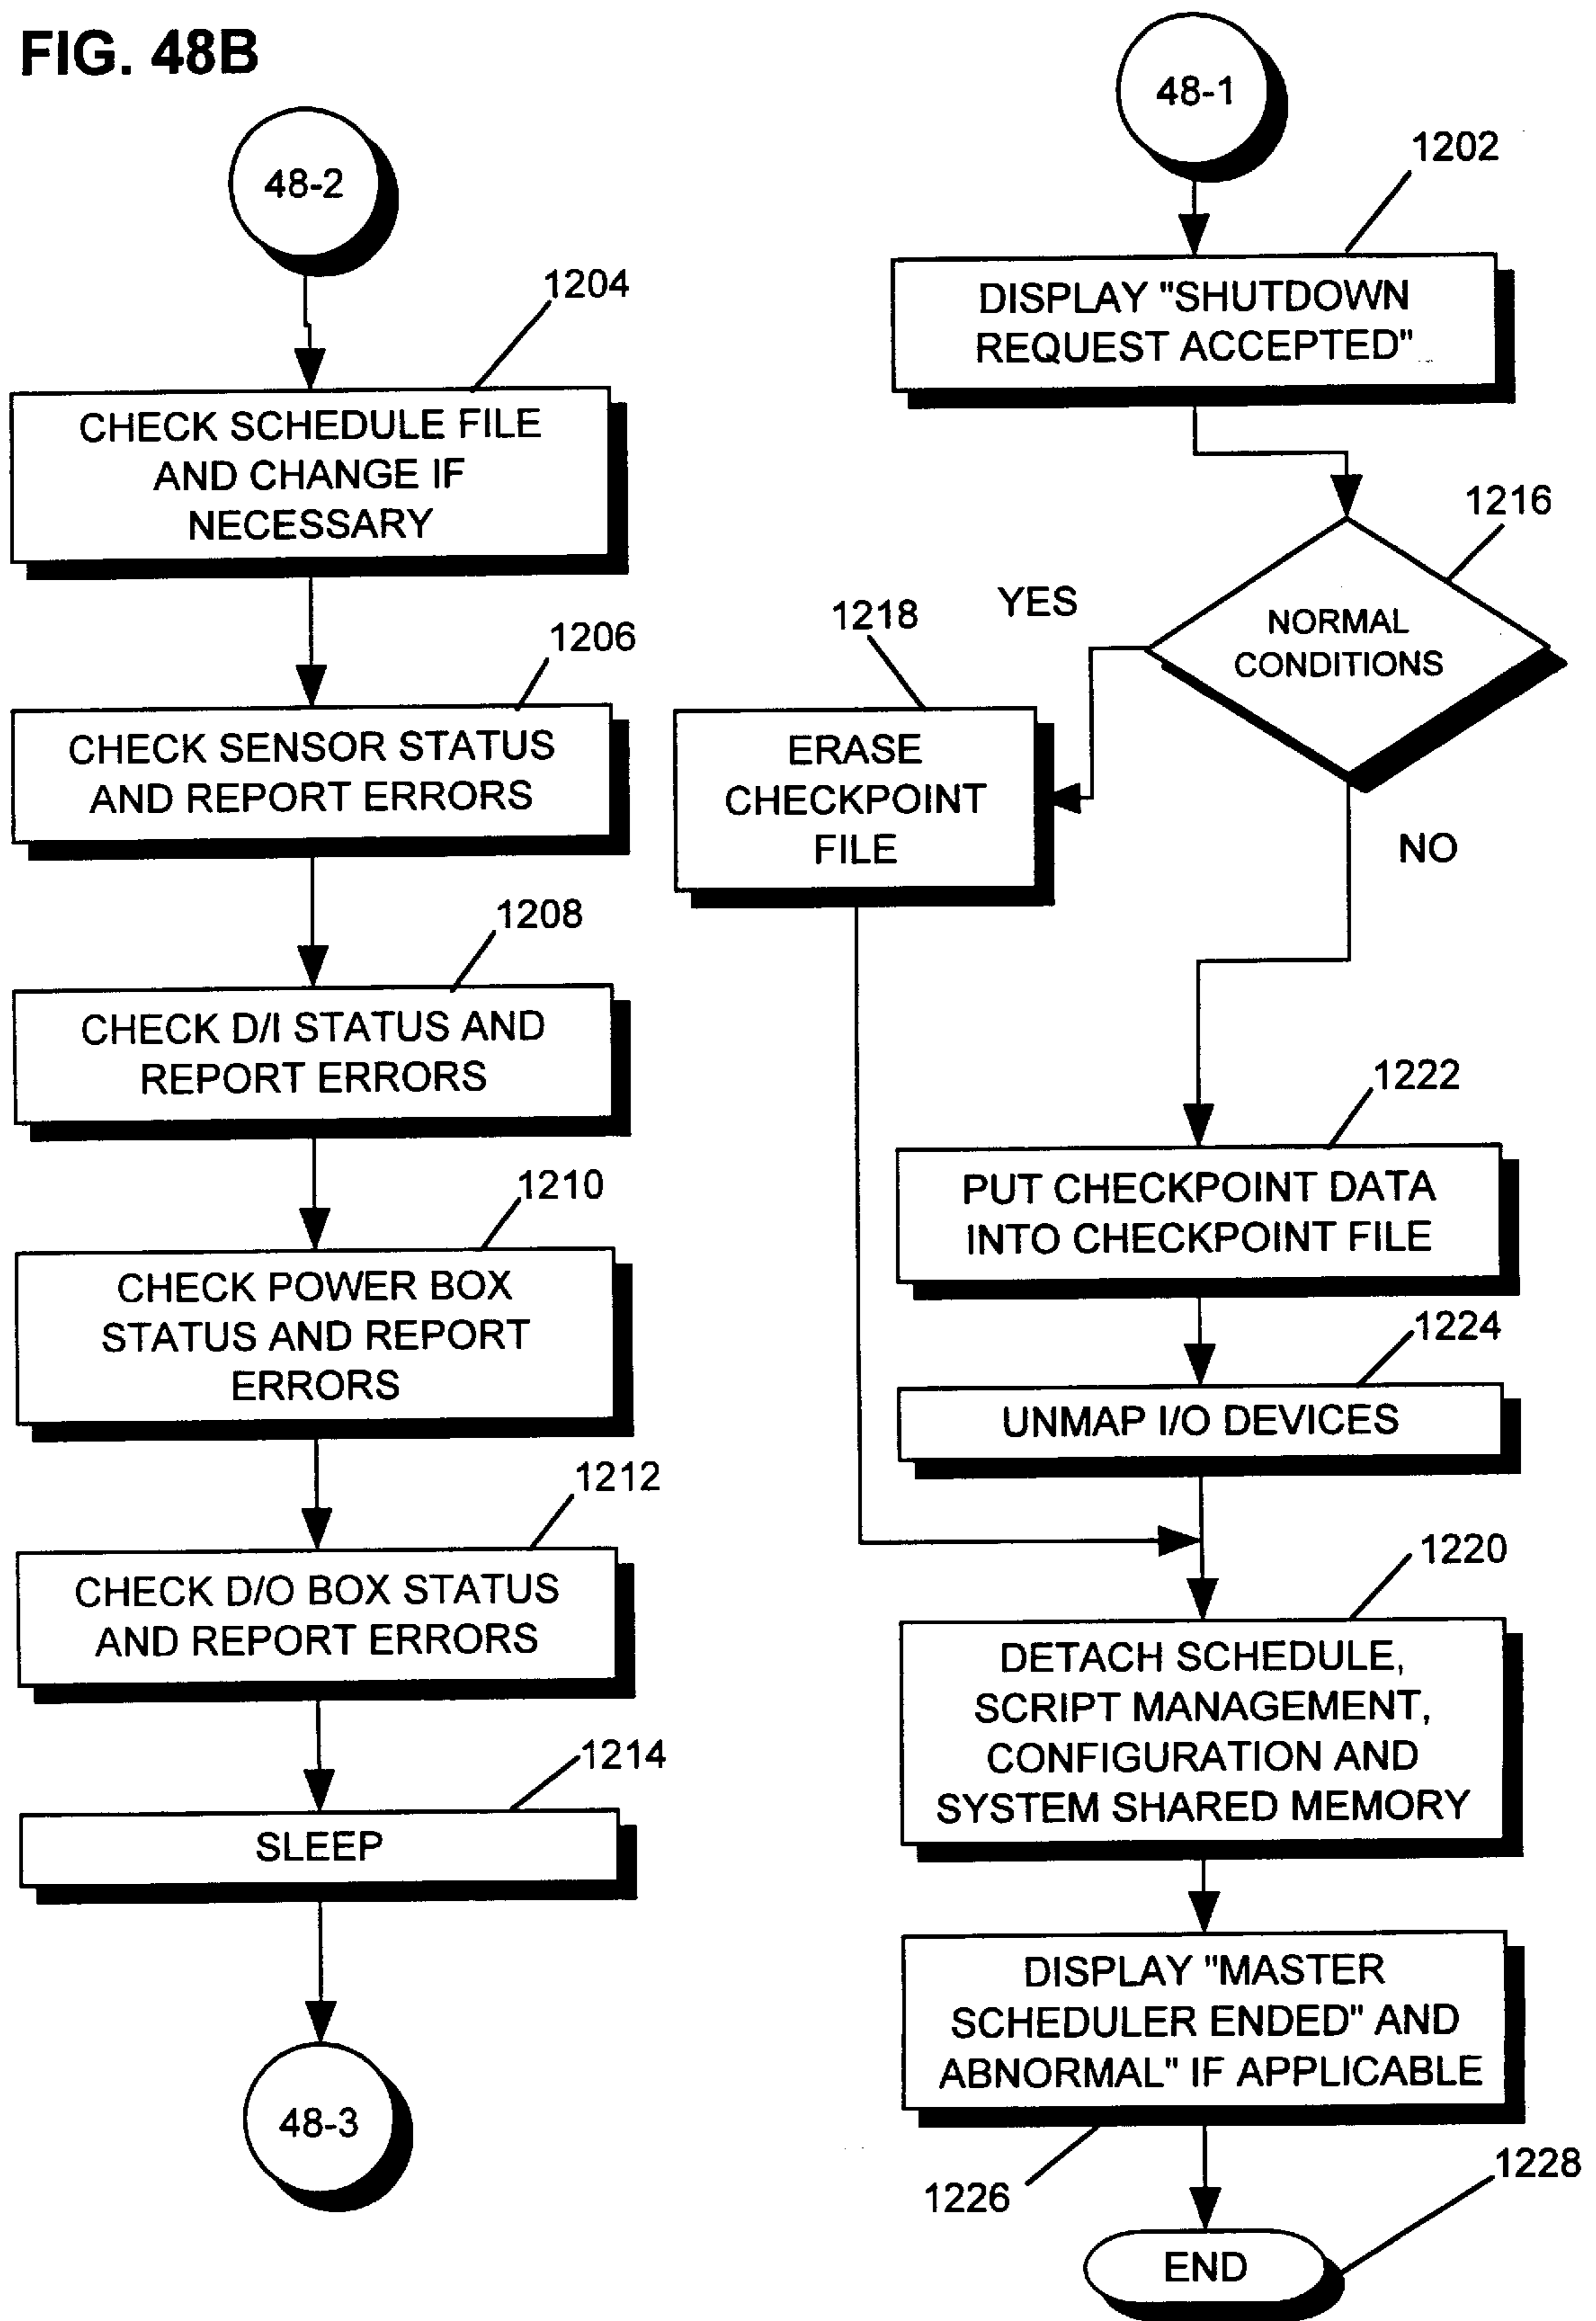 FIG. 48B
48-2
1204
CHECK SCHEDULE FILE
AND CHANGE IF
NECESSARY
1206
CHECK SENSOR STATUS
AND REPORT ERRORS
1208
CHECK D/I STATUS AND
REPORT ERRORS
1210
CHECK POWER BOX
STATUS AND REPORT
ERRORS
1212
CHECK D/O BOX STATUS
AND REPORT ERRORS
1214
SLEEP
48-3
48-1
1202
DISPLAY "SHUTDOWN
REQUEST ACCEPTED"
1216
NORMAL
CONDITIONS
YES
1218
ERASE
CHECKPOINT
FILE
NO
1222
PUT CHECKPOINT DATA
INTO CHECKPOINT FILE
1224
UNMAP I/O DEVICES
1220
DETACH SCHEDULE,
SCRIPT MANAGEMENT,
CONFIGURATION AND
SYSTEM SHARED MEMORY
DISPLAY "MASTER
SCHEDULER ENDED" AND
ABNORMAL" IF APPLICABLE
1226
1228
END